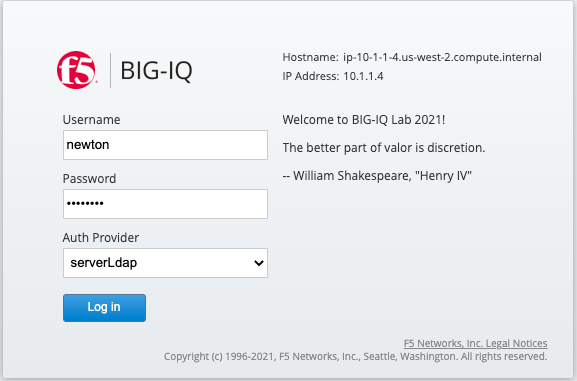 f5
BIG-IQ
Hostname: ip-10-1-1-4.us-west-2.compute.internal
IP Address: 10.1.1.4
Username
newton
Password
••••••••
Auth Provider
serverLdap
Log in
Welcome to BIG-IQ Lab 2021!
The better part of valor is discretion.
-- William Shakespeare, "Henry IV"
F5 Networks, Inc. Legal Notices
Copyright (c) 1996-2021, F5 Networks, Inc., Seattle, Washington. All rights reserved.